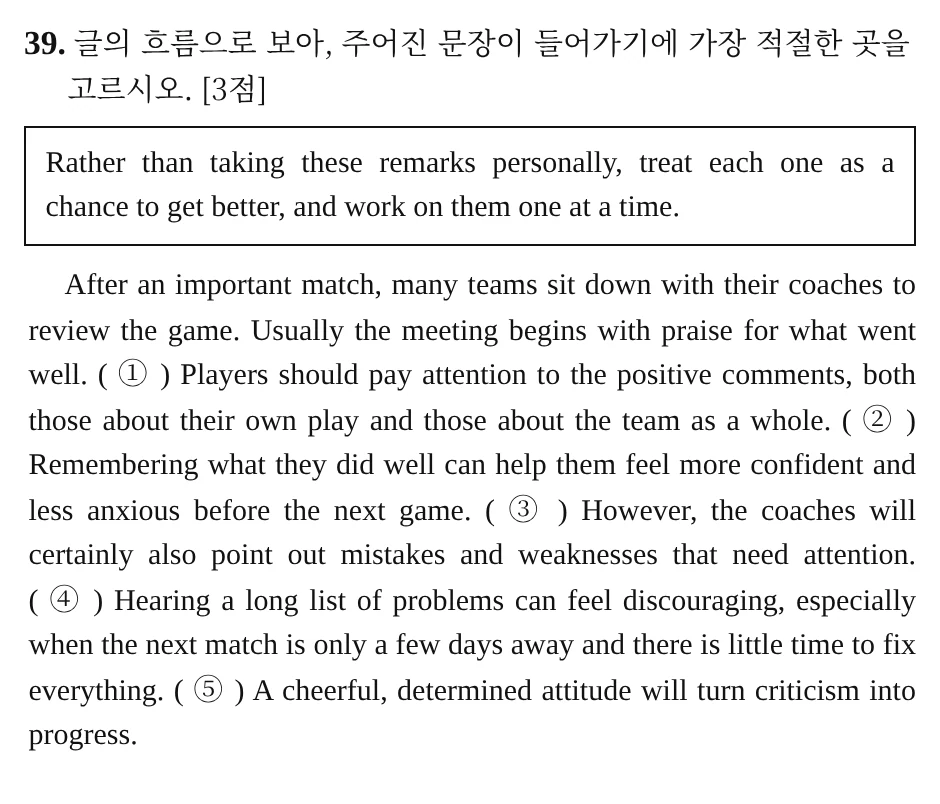 39. 글의 흐름으로 보아, 주어진 문장이 들어가기에 가장 적절한 곳을
고르시오. [3점]
Rather than taking these remarks personally, treat each one as a
chance to get better, and work on them one at a time.
After an important match, many teams sit down with their coaches to
review the game. Usually the meeting begins with praise for what went
well. ( ① ) Players should pay attention to the positive comments, both
those about their own play and those about the team as a whole. ( ② )
Remembering what they did well can help them feel more confident and
less anxious before the next game. ( ③ ) However, the coaches will
certainly also point out mistakes and weaknesses that need attention.
( ④ ) Hearing a long list of problems can feel discouraging, especially
when the next match is only a few days away and there is little time to fix
everything. ( ⑤ ) A cheerful, determined attitude will turn criticism into
progress.